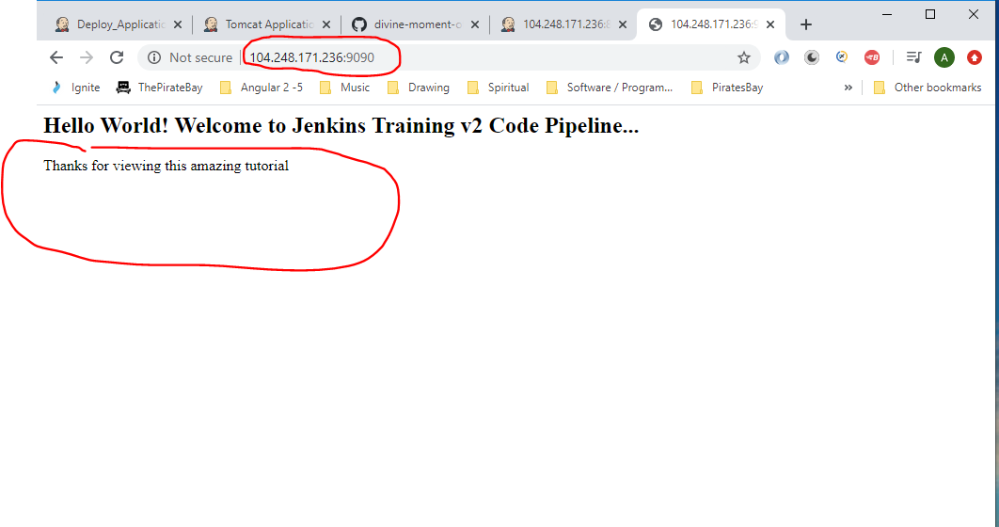 Deploy_Applicatio
Tomcat Applicatio
divine-moment-o
104.248.171.236:8
104.248.171.236:9
Not secure
104.248.171.236:9090
A
Ignite
ThePirateBay
Angular 2 -5
Music
Drawing
Spiritual
Software / Program...
PiratesBay
»
Other bookmarks
Hello World! Welcome to Jenkins Training v2 Code Pipeline...
Thanks for viewing this amazing tutorial